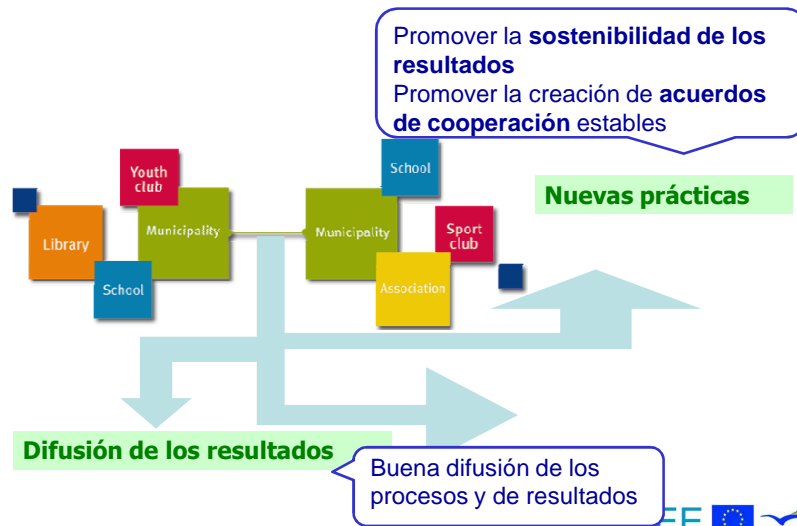 Promover la sostenibilidad de los
resultados
Promover la creación de acuerdos
de cooperación estables
Youth
club
School
Nuevas prácticas
Library
Municipality
Municipality
Sport
club
School
Association
Difusión de los resultados
Buena difusión de los
procesos y de resultados